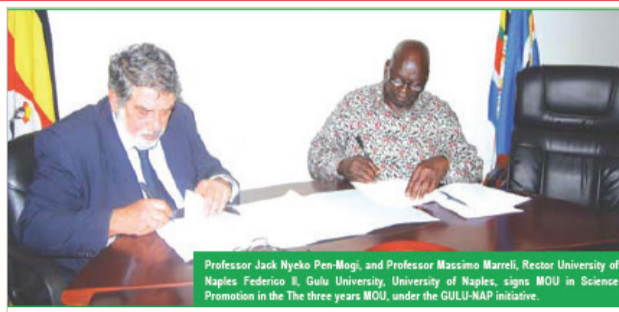 Professor Jack Nyeko Pen-Mogi, and Professor Massimo Marreli, Rector University of
Naples Federico II, Gulu University, University of Naples, signs MOU in Science
Promotion in the The three years MOU, under the GULU-NAP initiative.